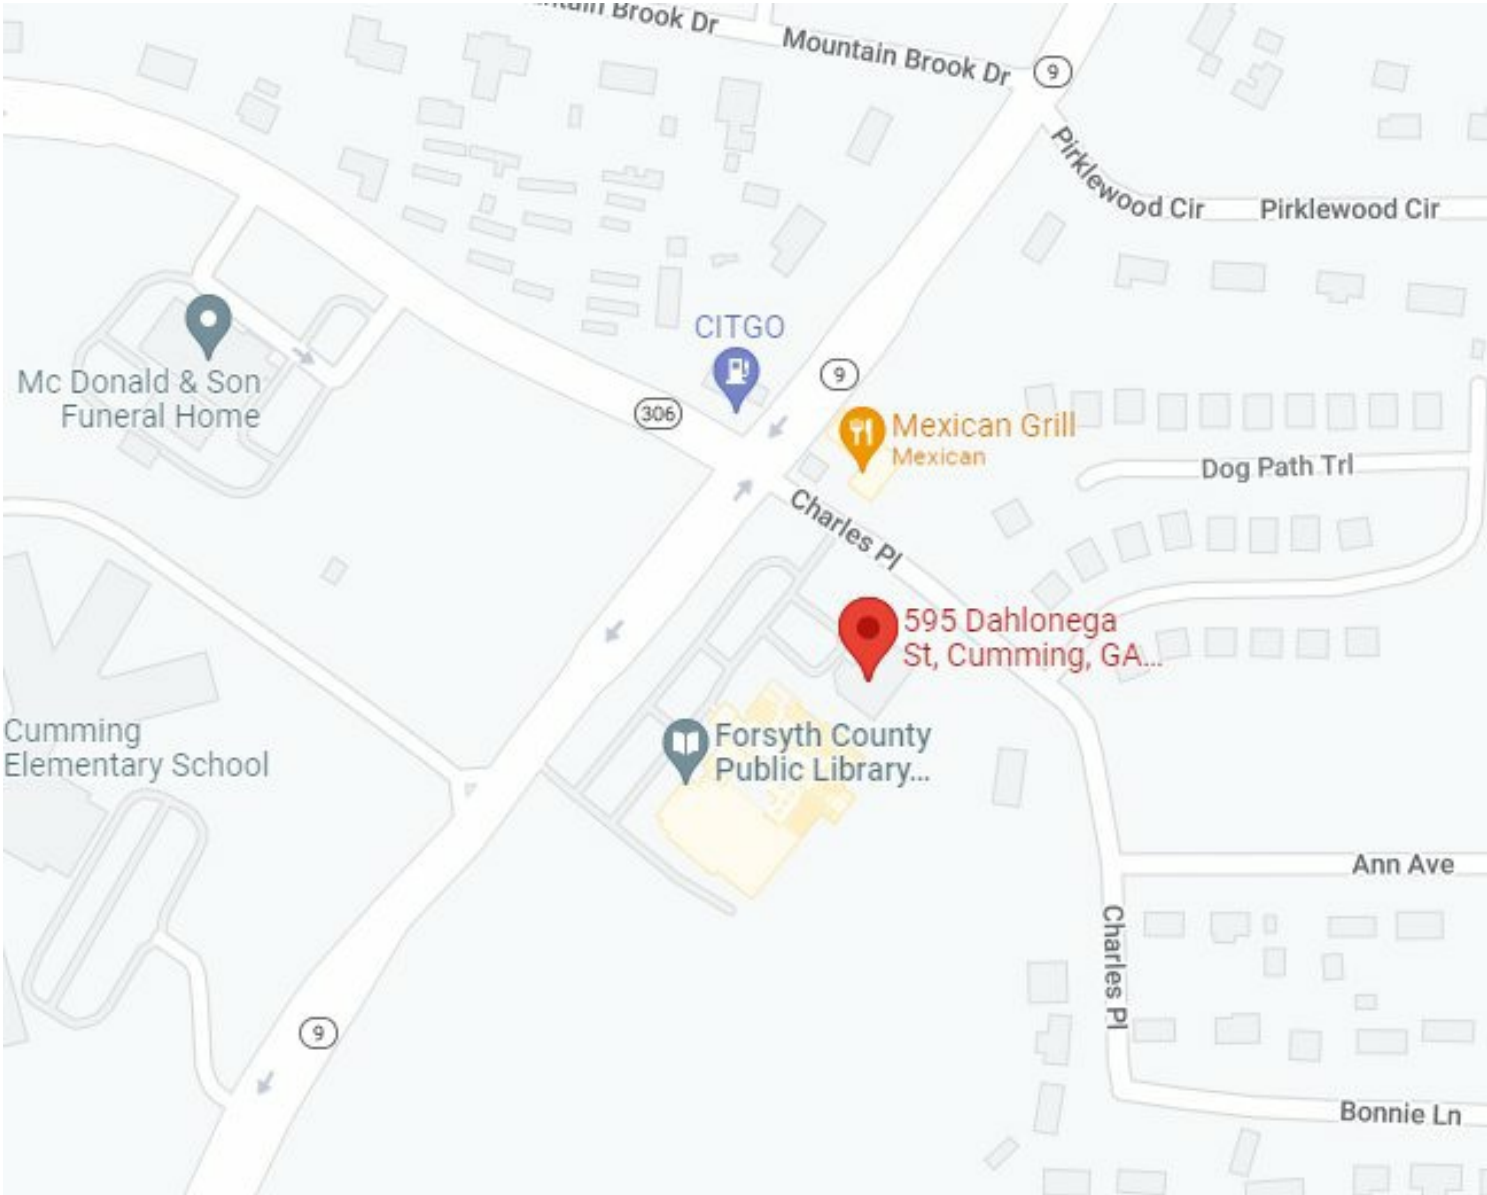 Brook Dr
Mountain Brook Dr
9
Pirklewood Cir
Pirklewood Cir
CITGO
9
Mc Donald & Son
Funeral Home
306
Mexican Grill
Mexican
Dog Path Trl
Charles Pl
595 Dahlonega
St, Cumming, GA...
Cumming
Elementary School
Forsyth County
Public Library...
Ann Ave
Charles Pl
9
Bonnie Ln